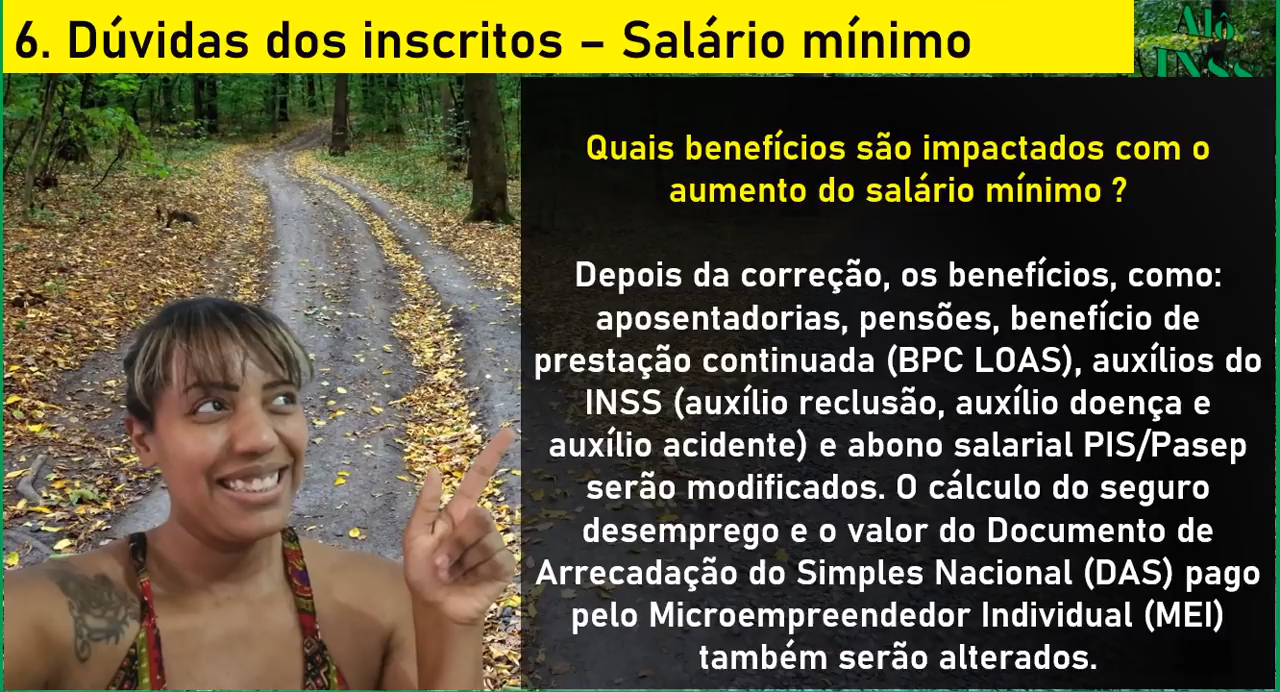 6. Dúvidas dos inscritos – Salário mínimo
Alô
INSS
Quais benefícios são impactados com o
aumento do salário mínimo ?
Depois da correção, os benefícios, como:
aposentadorias, pensões, benefício de
prestação continuada (BPC LOAS), auxílios do
INSS (auxílio reclusão, auxílio doença e
auxílio acidente) e abono salarial PIS/Pasep
serão modificados. O cálculo do seguro
desemprego e o valor do Documento de
Arrecadação do Simples Nacional (DAS) pago
pelo Microempreendedor Individual (MEI)
também serão alterados.